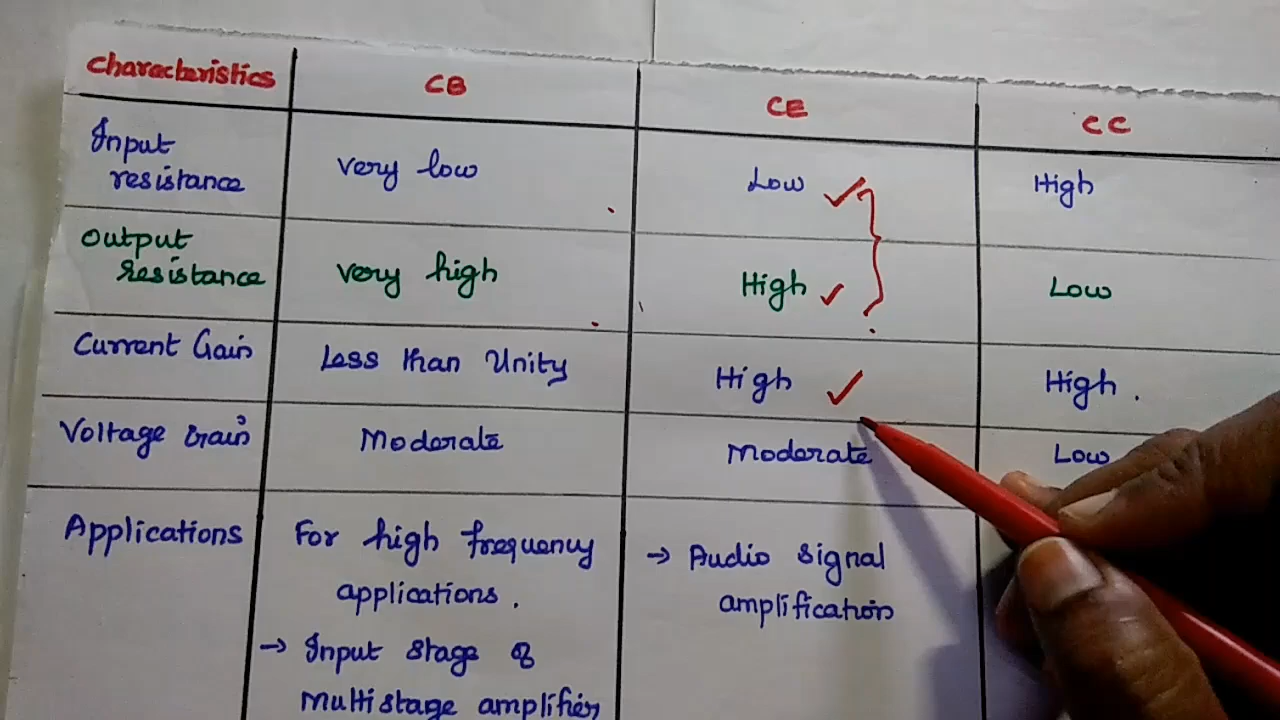 Characteristics CB CE CC
Input
resistance very low Low High
Output
resistance very high High Low
Current Gain Less than Unity High High.
Voltage Gain Moderate Moderate Low
Applications For high frequency → Audio signal
applications. amplification
→ Input stage of
multistage amplifier